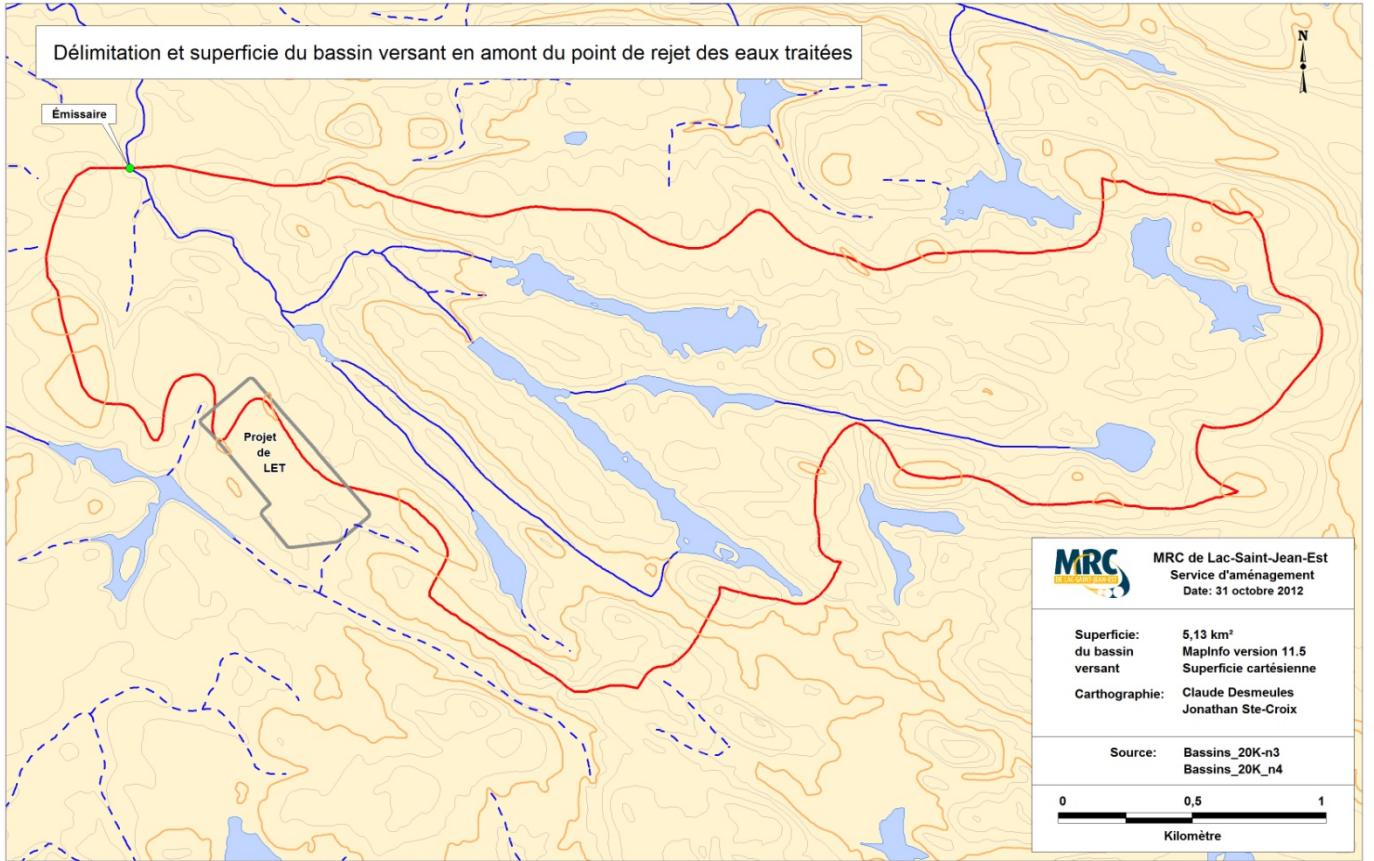 Délimitation et superficie du bassin versant en amont du point de rejet des eaux traitées
N
Émissaire
Projet
de
LET
MRC
DE LAC-SAINT-JEAN-EST
MRC de Lac-Saint-Jean-Est
Service d'aménagement
Date: 31 octobre 2012
Superficie: 5,13 km²
du bassin MapInfo version 11.5
versant Superficie cartésienne
Carthographie: Claude Desmeules
Jonathan Ste-Croix
Source: Bassins_20K-n3
Bassins_20K_n4
0 0,5 1
Kilomètre